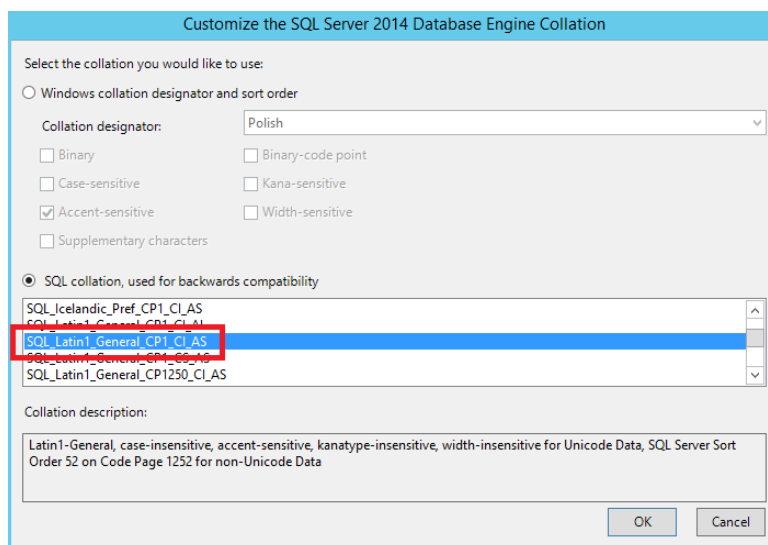 Customize the SQL Server 2014 Database Engine Collation
Select the collation you would like to use:
Windows collation designator and sort order
Collation designator:
Polish
Binary
Binary-code point
Case-sensitive
Kana-sensitive
Accent-sensitive
Width-sensitive
Supplementary characters
SQL collation, used for backwards compatibility
SQL_Icelandic_Pref_CP1_CI_AS
SQL_Latin1_General_CP1_CI_AI
SQL_Latin1_General_CP1_CI_AS
SQL_Latin1_General_CP1_CS_AS
SQL_Latin1_General_CP1250_CI_AS
Collation description:
Latin1-General, case-insensitive, accent-sensitive, kanatype-insensitive, width-insensitive for Unicode Data, SQL Server Sort
Order 52 on Code Page 1252 for non-Unicode Data
OK
Cancel